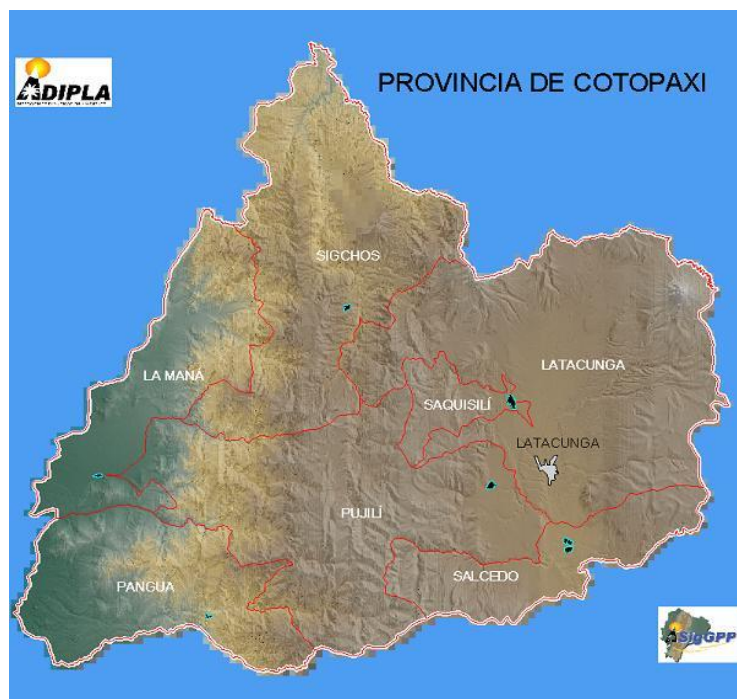 ADIPLA
PROVINCIA DE COTOPAXI
SIGCHOS
LA MANÁ
LATACUNGA
SAQUISILÍ
LATACUNGA
PUJILÍ
PANGUA
SALCEDO
SigGPP